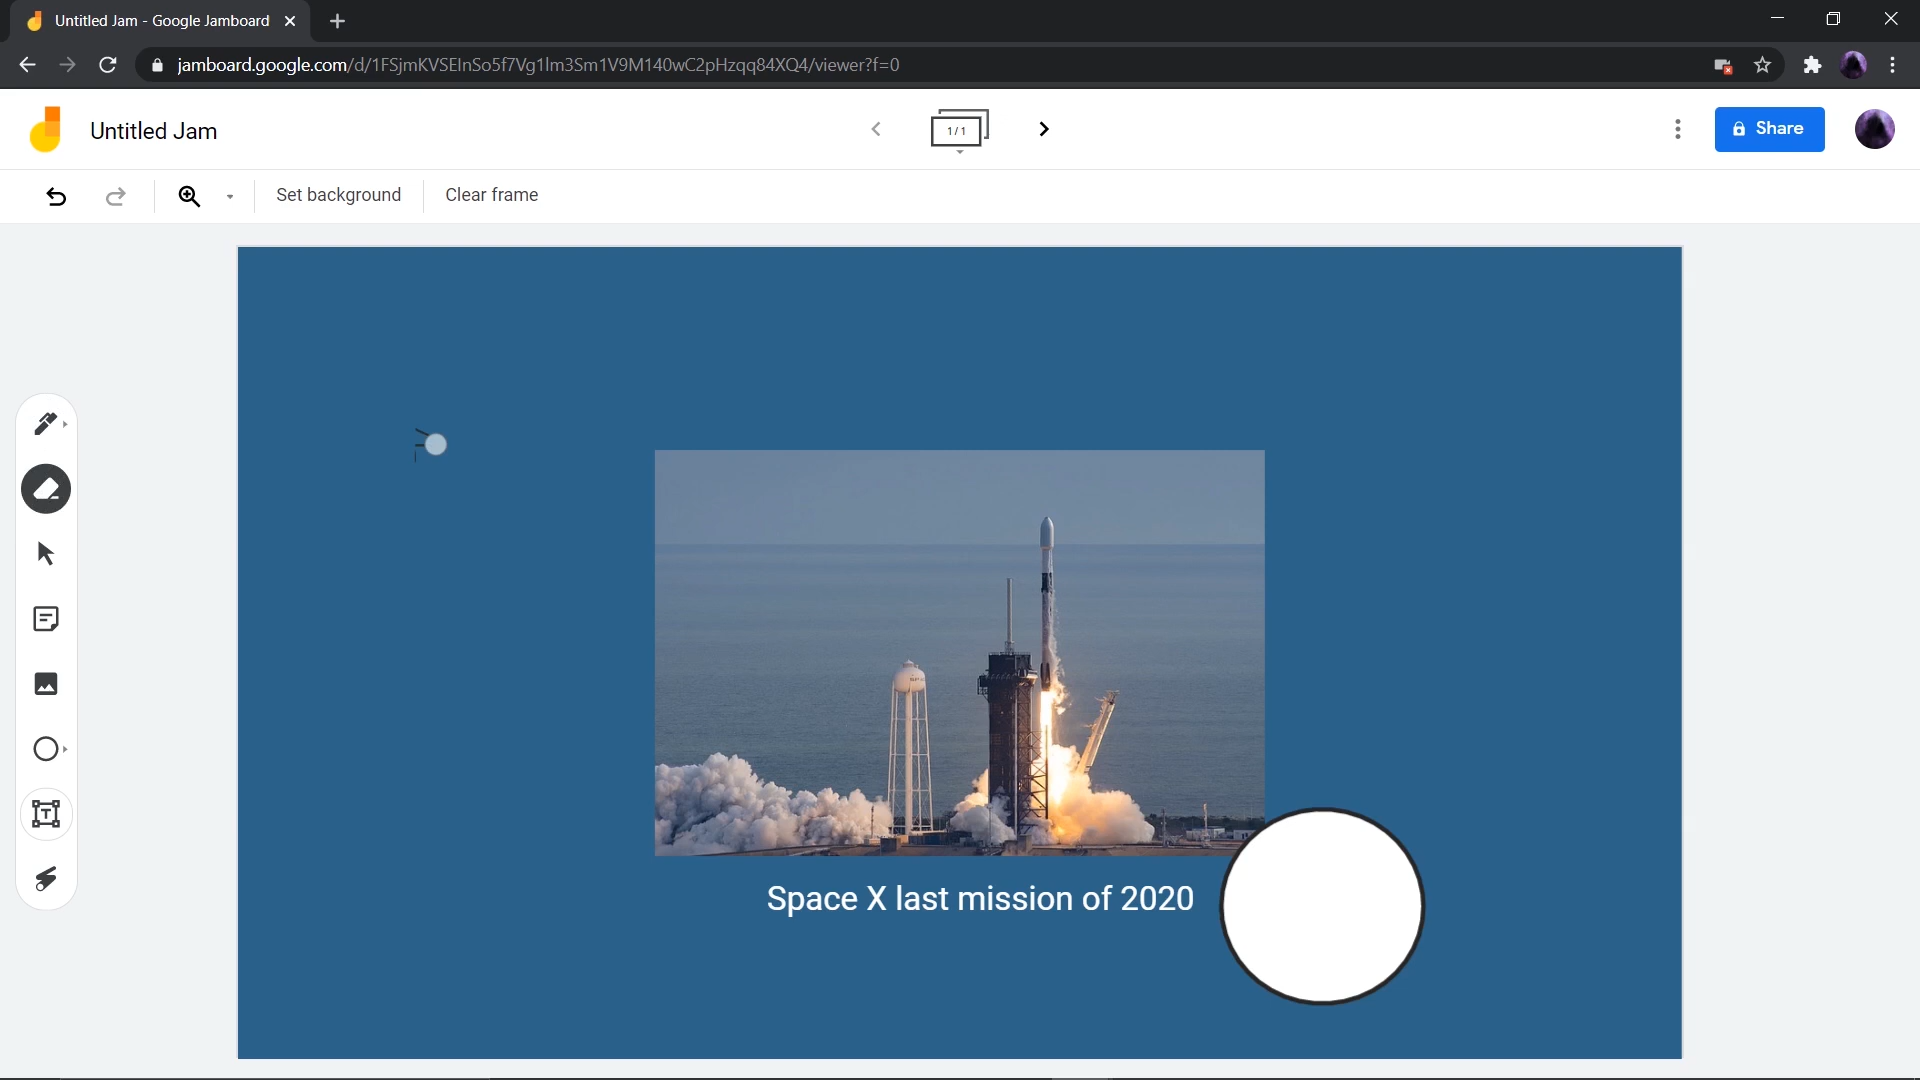 Untitled Jam - Google Jamboard
jamboard.google.com/d/1FSjmKVSEInSo5f7Vg1lm3Sm1V9M140wC2pHzqq84XQ4/viewer?f=0
Untitled Jam
1/1
Share
Set background
Clear frame
T
Space X last mission of 2020